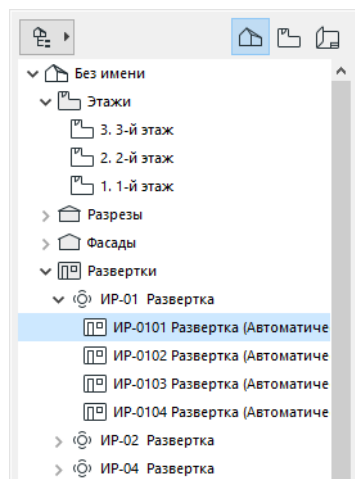 Без имени
Этажи
3. 3-й этаж
2. 2-й этаж
1. 1-й этаж
Разрезы
Фасады
Развертки
ИР-01 Развертка
ИР-0101 Развертка (Автоматиче
ИР-0102 Развертка (Автоматиче
ИР-0103 Развертка (Автоматиче
ИР-0104 Развертка (Автоматиче
ИР-02 Развертка
ИР-04 Развертка